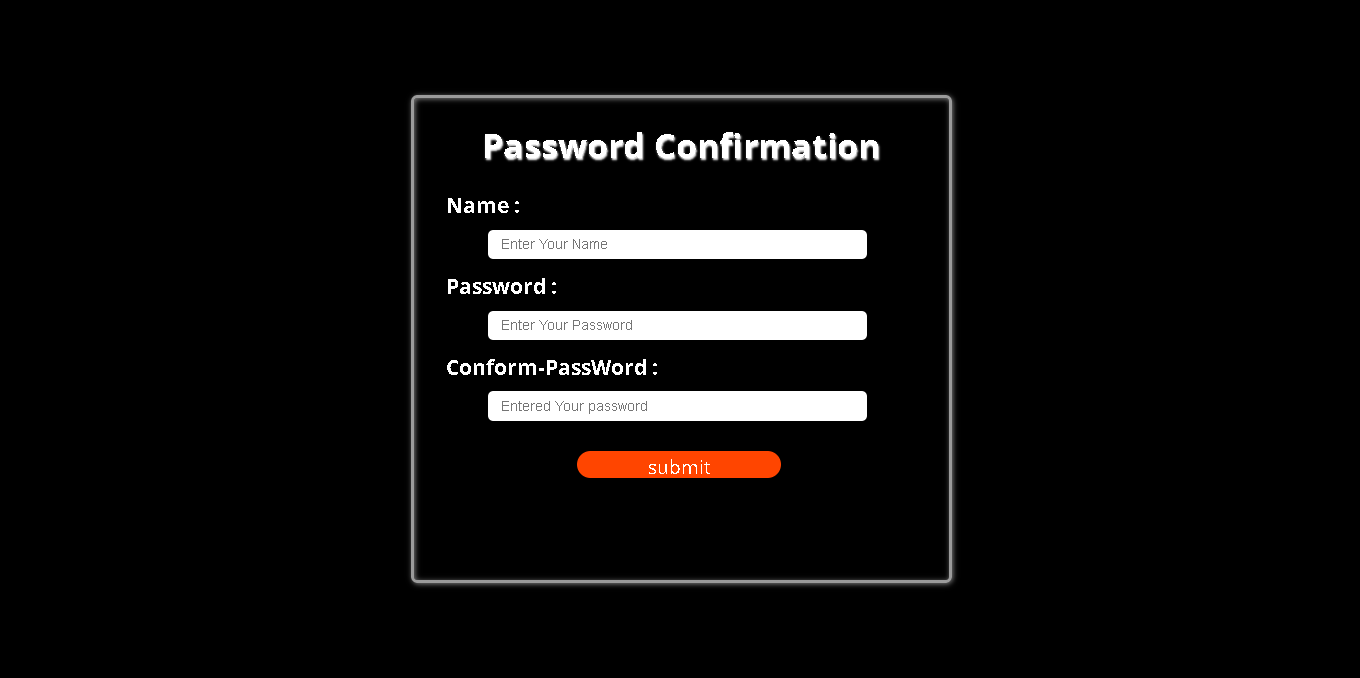 Password Confirmation
Name :
Enter Your Name
Password :
Enter Your Password
Conform-PassWord :
Entered Your password
submit